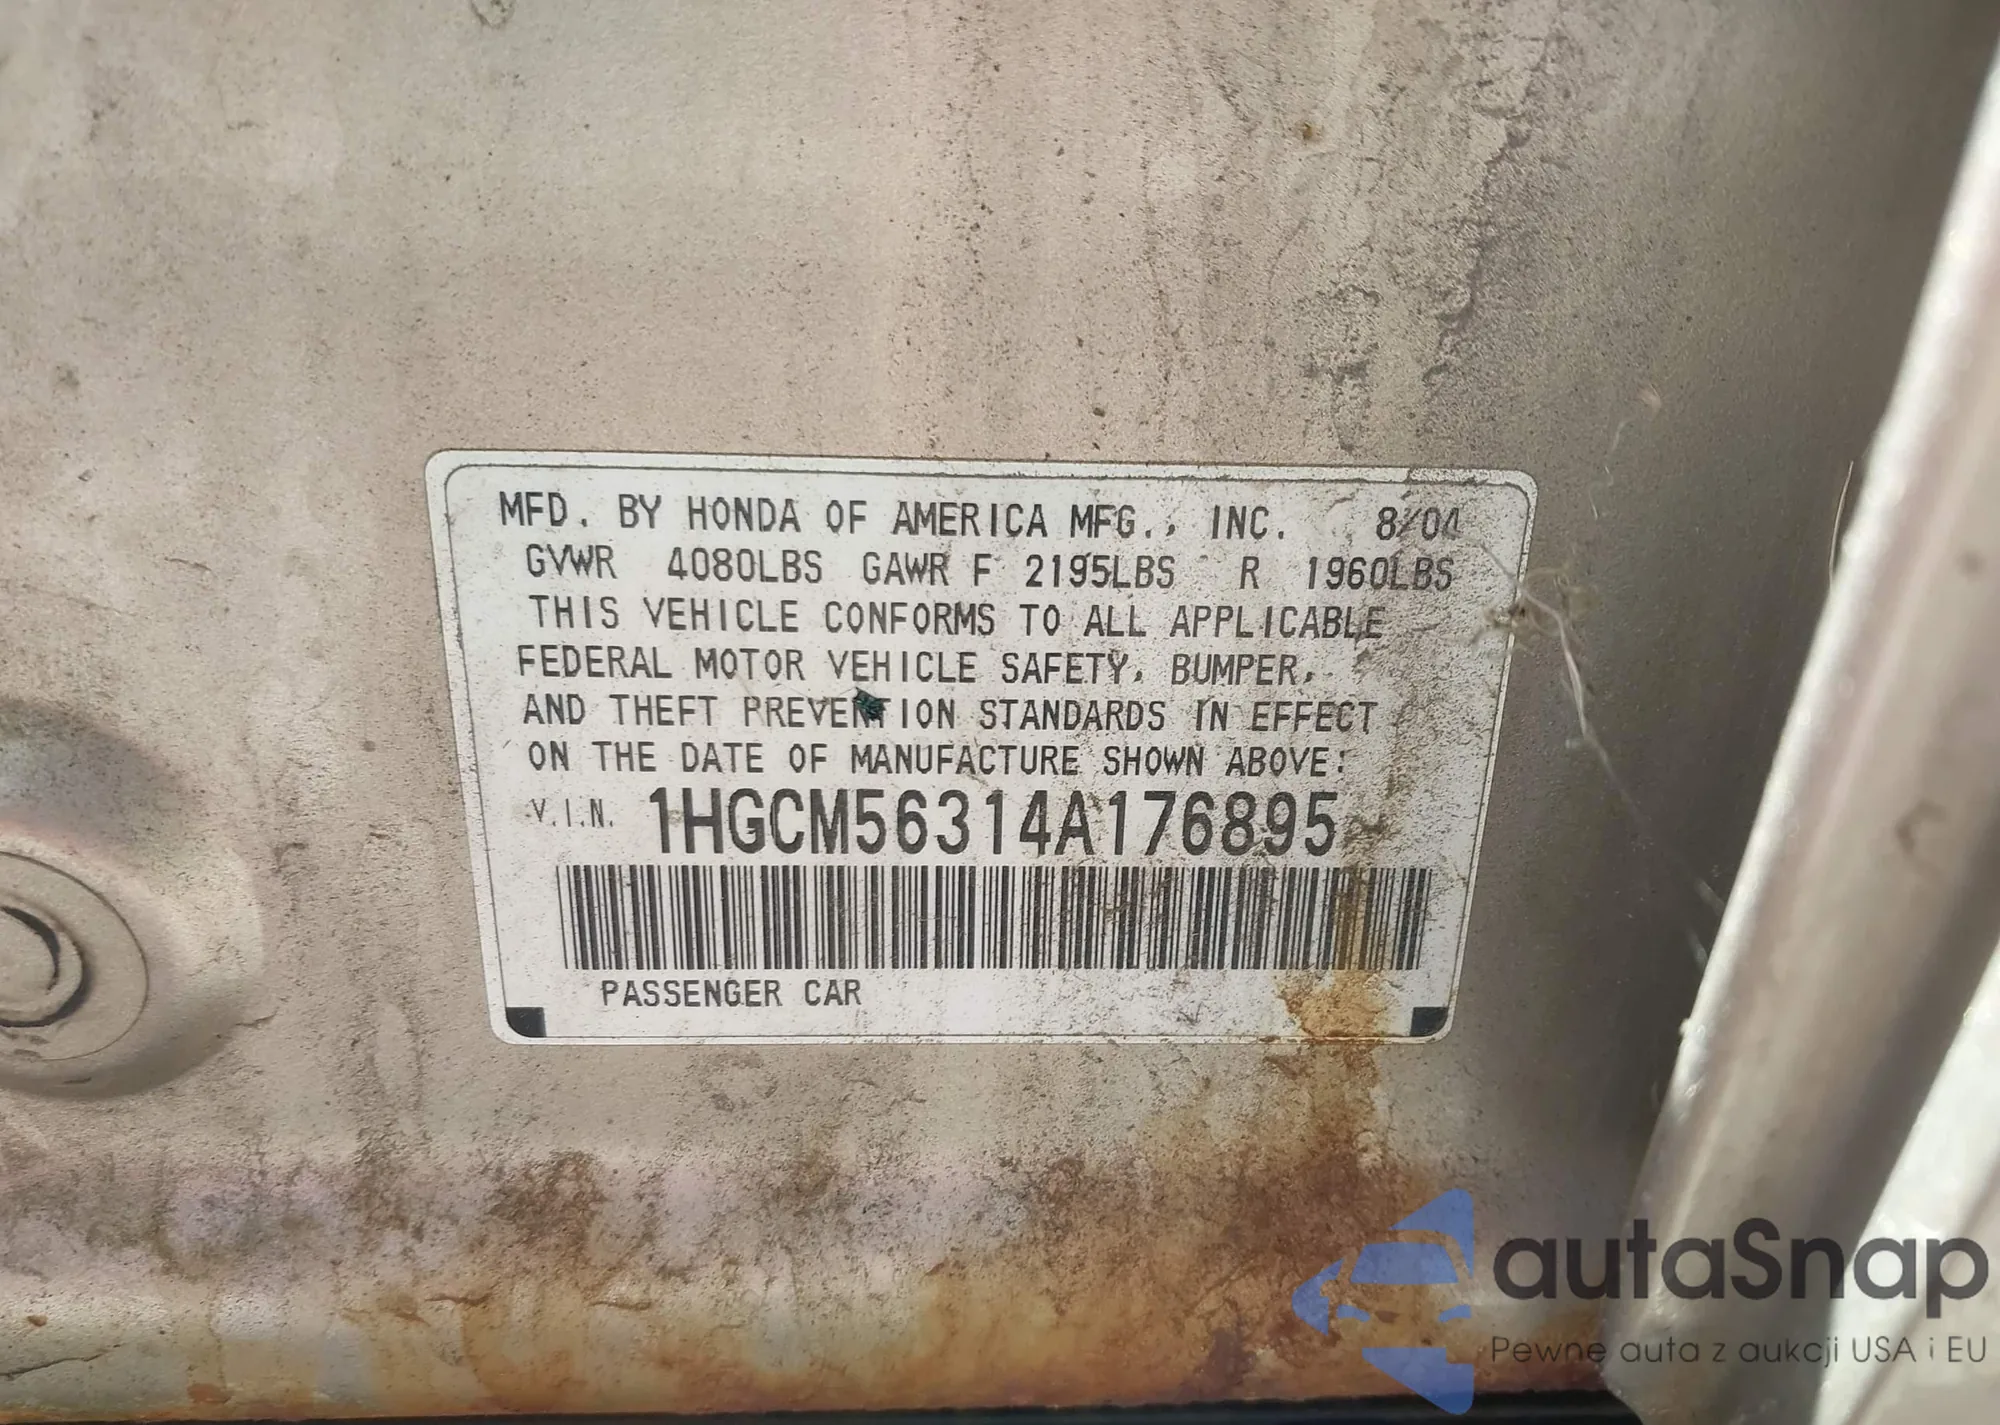 MFD. BY HONDA OF AMERICA MFG., INC. 8/04
GVWR 4080LBS GAWR F 2195LBS R 1960LBS
THIS VEHICLE CONFORMS TO ALL APPLICABLE
FEDERAL MOTOR VEHICLE SAFETY, BUMPER,
AND THEFT PREVENTION STANDARDS IN EFFECT
ON THE DATE OF MANUFACTURE SHOWN ABOVE:
V.I.N. 1HGCM56314A176895
PASSENGER CAR
autaSnap
Pewne auta z aukcji USA i EU